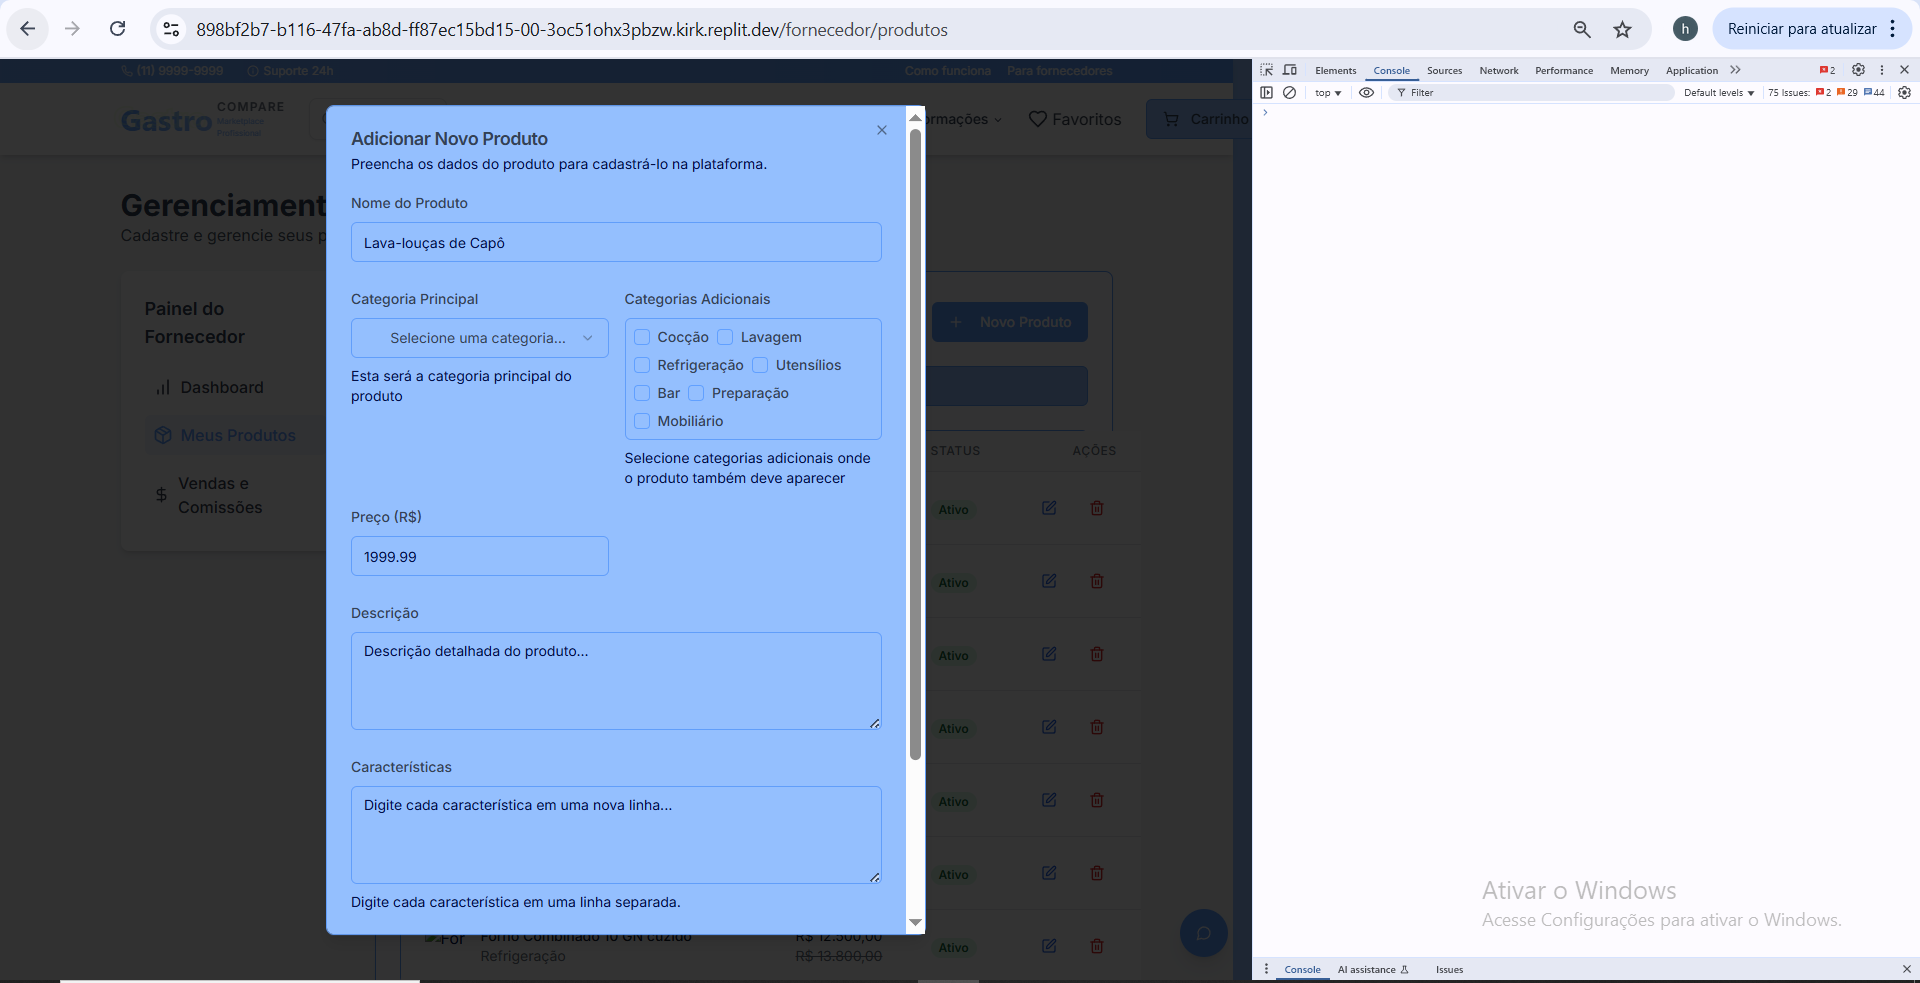 898bf2b7-b116-47fa-ab8d-ff87ec15bd15-00-3oc51ohx3pbzw.kirk.replit.dev/fornecedor/produtos
h
Reiniciar para atualizar
(11) 9999-9999
Suporte 24h
Como funciona
Para fornecedores
Gastro
COMPARE
Marketplace
Profissional
ormações
Favoritos
Carrinho
Gerenciament
Cadastre e gerencie seus p
Painel do
Fornecedor
Dashboard
Meus Produtos
Vendas e
Comissões
Adicionar Novo Produto
Preencha os dados do produto para cadastrá-lo na plataforma.
Nome do Produto
Lava-louças de Capô
Categoria Principal
Selecione uma categoria...
Esta será a categoria principal do
produto
Categorias Adicionais
Cocção
Lavagem
Refrigeração
Utensílios
Bar
Preparação
Mobiliário
Selecione categorias adicionais onde
o produto também deve aparecer
Preço (R$)
1999.99
Descrição
Descrição detalhada do produto...
Características
Digite cada característica em uma nova linha...
Digite cada característica em uma linha separada.
Novo Produto
STATUS
AÇÕES
Ativo
Ativo
Ativo
Ativo
Ativo
Ativo
For
Forno Combinado 10 GN cuzido
R$ 12.500,00
Ativo
Refrigeração
R$ 13.800,00
Elements
Console
Sources
Network
Performance
Memory
Application
2
top
Filter
Default levels
75 Issues:
2
29
44
Ativar o Windows
Acesse Configurações para ativar o Windows.
Console
AI assistance
Issues